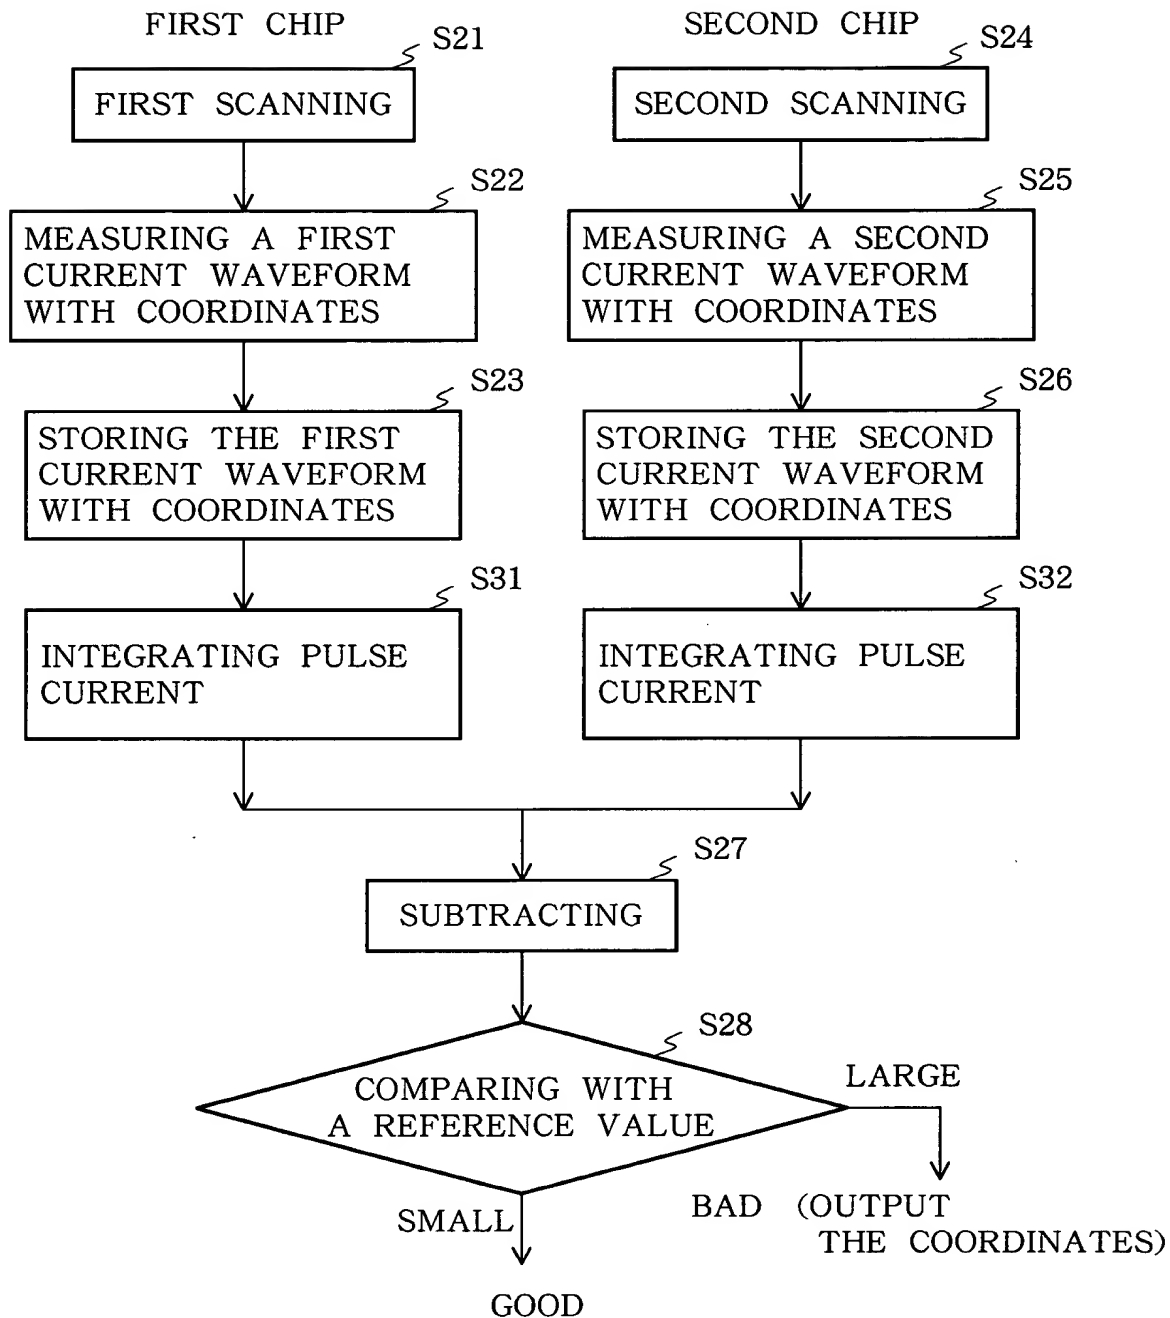 FIRST CHIP
S21
FIRST SCANNING
S22
MEASURING A FIRST
CURRENT WAVEFORM
WITH COORDINATES
S23
STORING THE FIRST
CURRENT WAVEFORM
WITH COORDINATES
S31
INTEGRATING PULSE
CURRENT
SECOND CHIP
S24
SECOND SCANNING
S25
MEASURING A SECOND
CURRENT WAVEFORM
WITH COORDINATES
S26
STORING THE SECOND
CURRENT WAVEFORM
WITH COORDINATES
S32
INTEGRATING PULSE
CURRENT
S27
SUBTRACTING
S28
COMPARING WITH
A REFERENCE VALUE
LARGE
BAD (OUTPUT
THE COORDINATES)
SMALL
GOOD